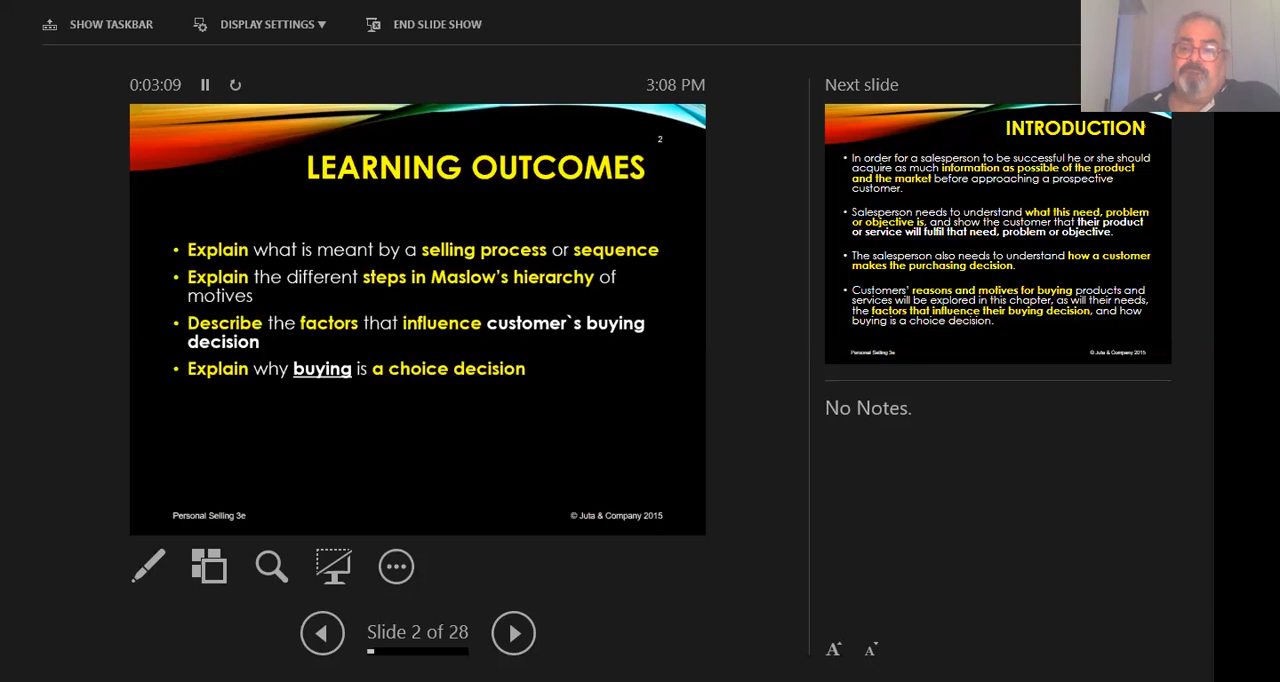 SHOW TASKBAR
DISPLAY SETTINGS
END SLIDE SHOW
0:03:09
3:08 PM
2
LEARNING OUTCOMES
• Explain what is meant by a selling process or sequence
• Explain the different steps in Maslow's hierarchy of
motives
• Describe the factors that influence customer`s buying
decision
• Explain why buying is a choice decision
Personal Selling 3e
© Juta & Company 2015
Slide 2 of 28
Next slide
INTRODUCTION
• In order for a salesperson to be successful he or she should
acquire as much information as possible of the product
and the market before approaching a prospective
customer.
• Salesperson needs to understand what this need, problem
or objective is, and show the customer that their product
or service will fulfil that need, problem or objective.
• The salesperson also needs to understand how a customer
makes the purchasing decision.
• Customers' reasons and motives for buying products and
services will be explored in this chapter, as will their needs,
the factors that influence their buying decision, and how
buying is a choice decision.
Personal Selling 3e
© Juta & Company 2015
No Notes.
A A